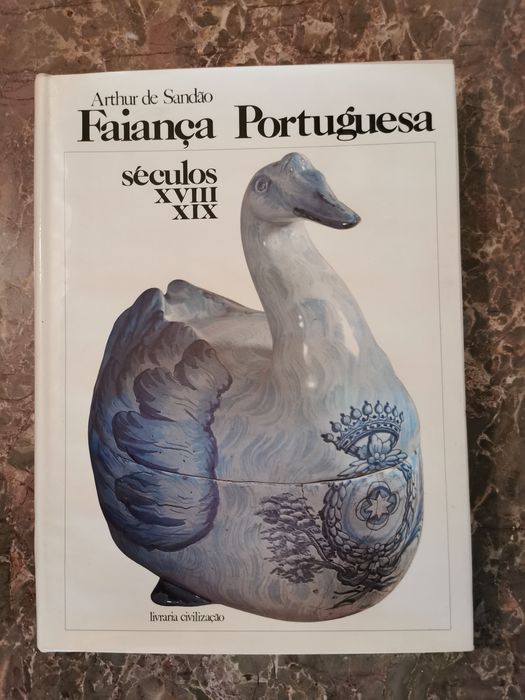 Arthur de Sandão
Faiança Portuguesa
séculos
XVIII
XIX
livraria civilização